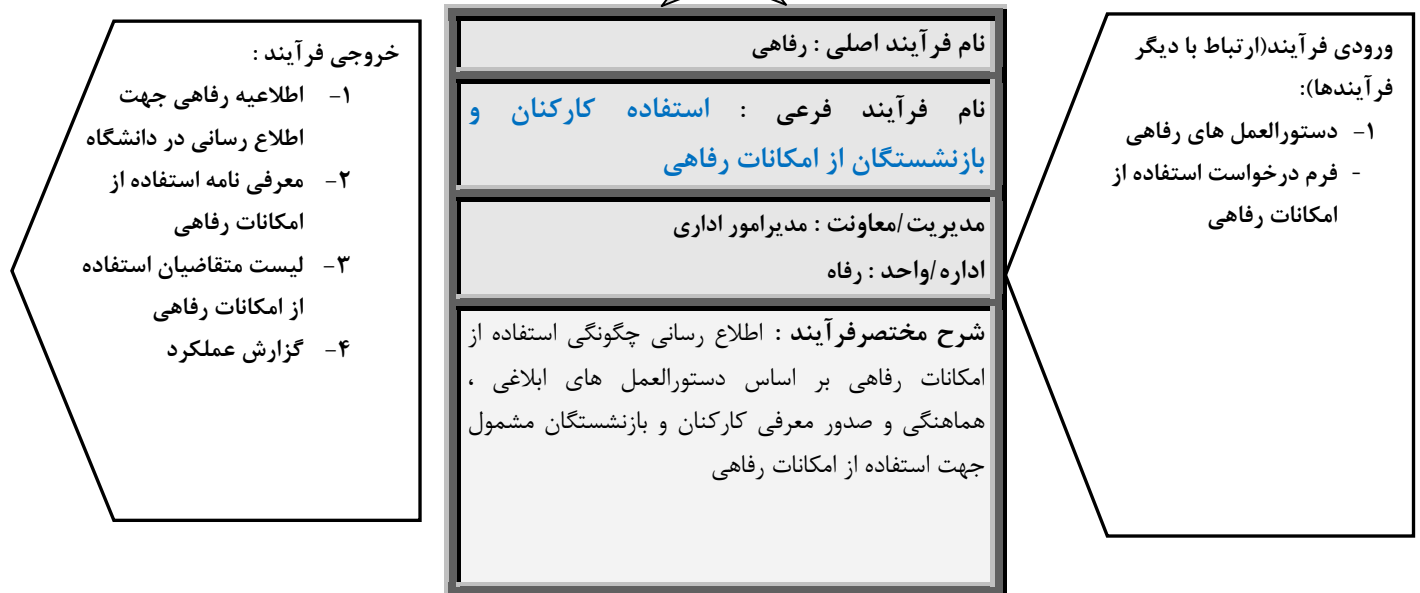 ورودی فرآیند(ارتباط با دیگر
فرآیندها):
۱- دستورالعمل های رفاهی
- فرم درخواست استفاده از
امکانات رفاهی
نام فرآیند اصلی : رفاهی
نام فرآیند فرعی : استفاده کارکنان و
بازنشستگان از امکانات رفاهی
مدیریت/معاونت : مدیرامور اداری
اداره/واحد : رفاه
شرح مختصرفرآیند : اطلاع رسانی چگونگی استفاده از
امکانات رفاهی بر اساس دستورالعمل های ابلاغی ،
هماهنگی و صدور معرفی کارکنان و بازنشستگان مشمول
جهت استفاده از امکانات رفاهی
خروجی فرآیند :
۱- اطلاعیه رفاهی جهت
اطلاع رسانی در دانشگاه
۲- معرفی نامه استفاده از
امکانات رفاهی
۳- لیست متقاضیان استفاده
از امکانات رفاهی
۴- گزارش عملکرد